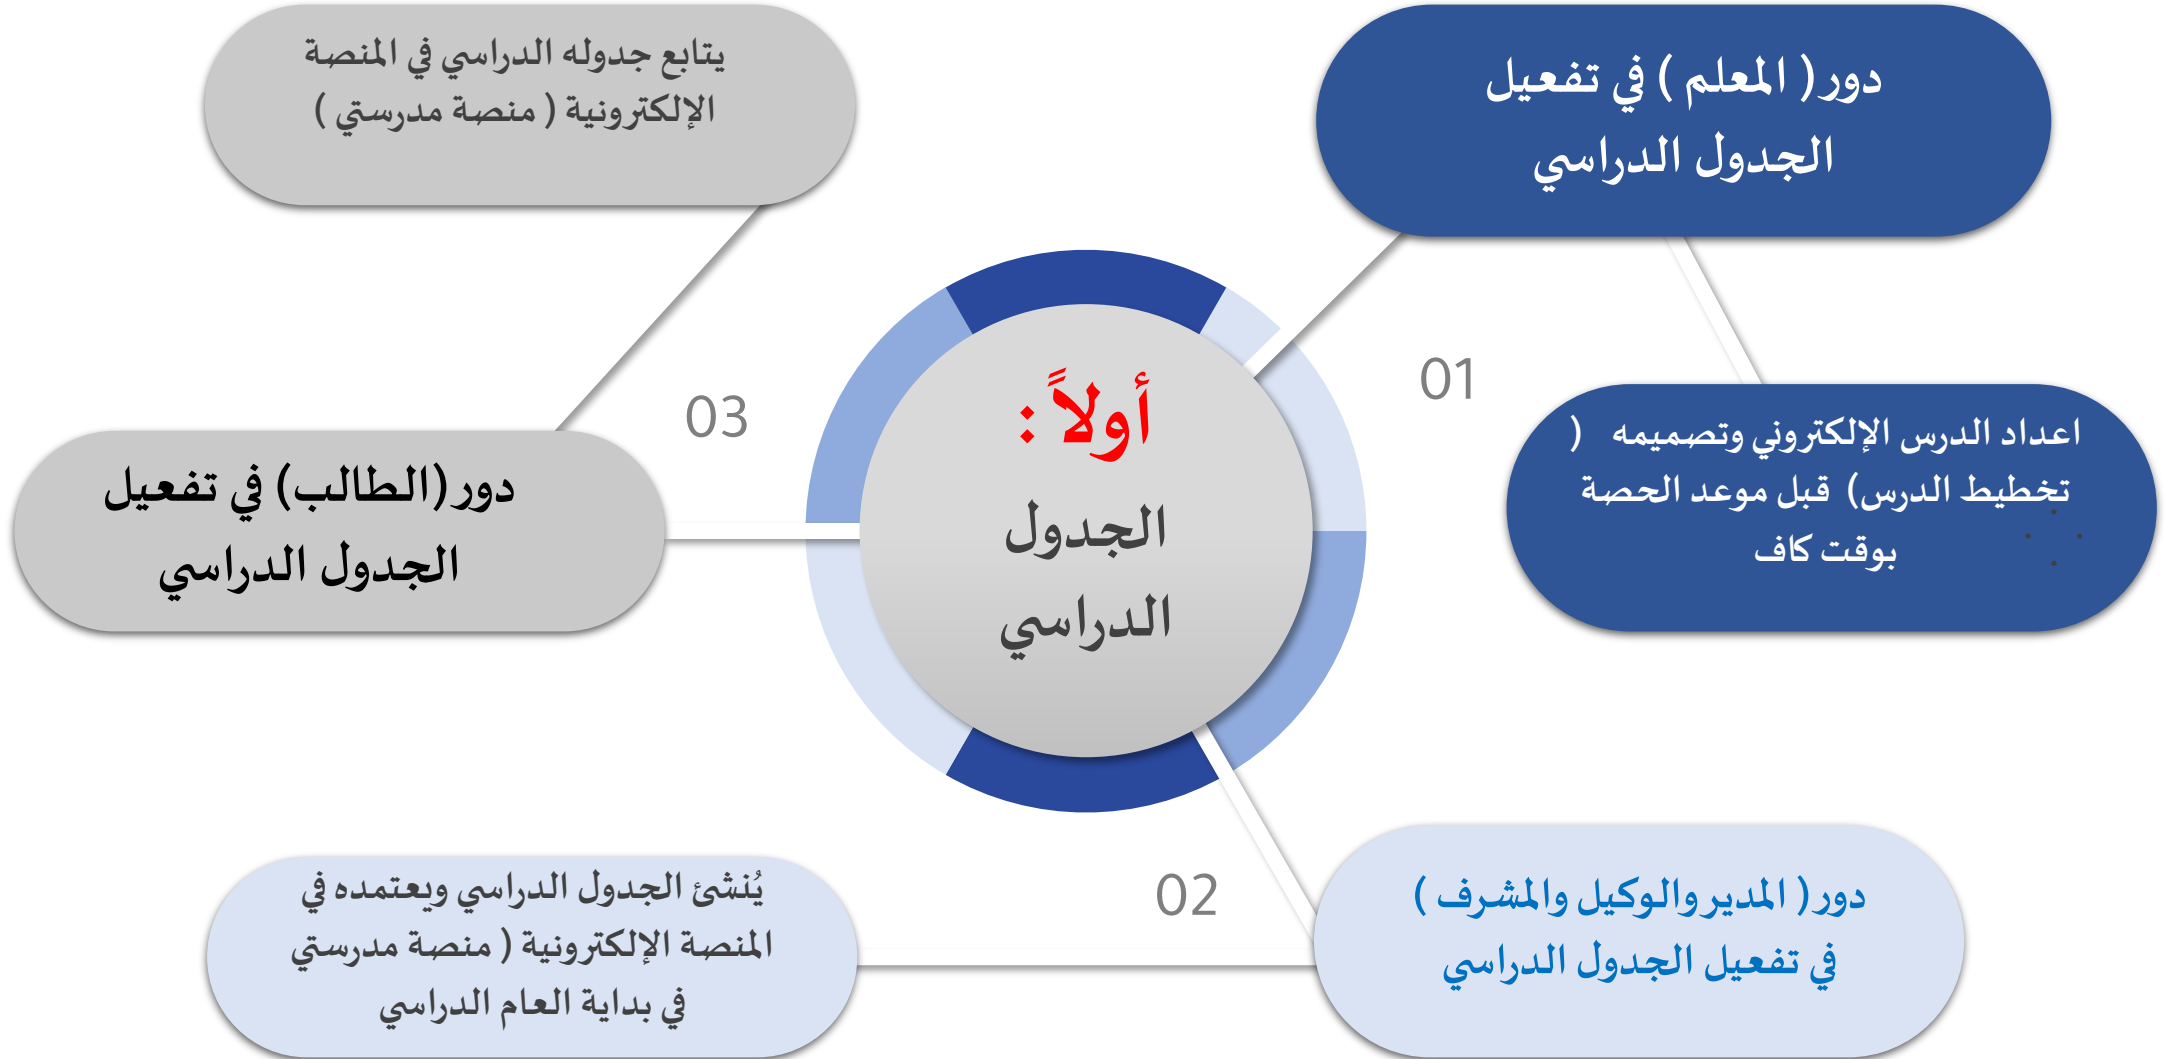 أولاً :
الجدول
الدراسي
01
دور ( المعلم ) في تفعيل
الجدول الدراسي
اعداد الدرس الإلكتروني وتصميمه (
تخطيط الدرس) قبل موعد الحصة
بوقت كاف
02
دور ( المدير والوكيل والمشرف )
في تفعيل الجدول الدراسي
يُنشئ الجدول الدراسي ويعتمده في
المنصة الإلكترونية ( منصة مدرستي
في بداية العام الدراسي
03
دور (الطالب) في تفعيل
الجدول الدراسي
يتابع جدوله الدراسي في المنصة
الإلكترونية ( منصة مدرستي )